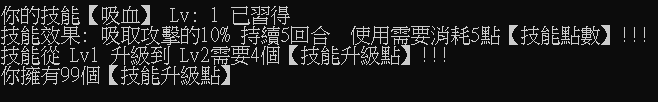 你的技能【吸血】 Lv: 1 已習得
技能效果: 吸取攻擊的10% 持續5回合  使用需要消耗5點【技能點數】!!!
技能從 Lv1 升級到 Lv2需要4個【技能升級點】!!!
你擁有99個【技能升級點】